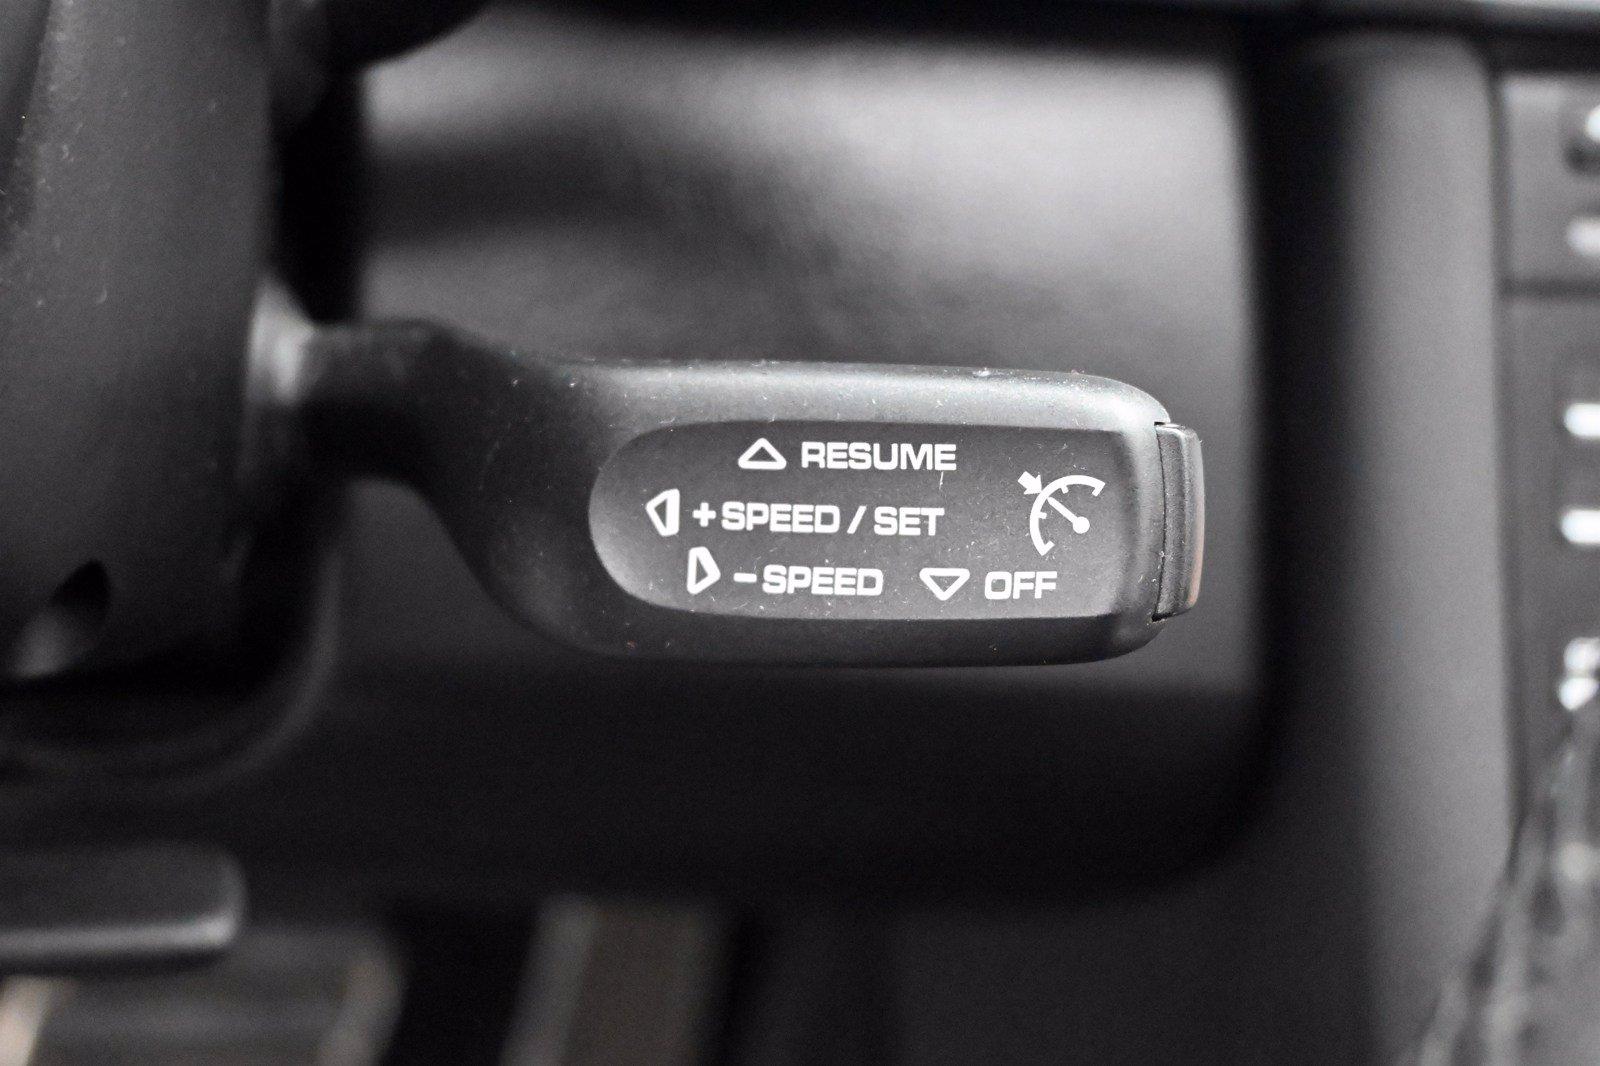 △ RESUME
◁ +SPEED / SET
▷ -SPEED ▽ OFF